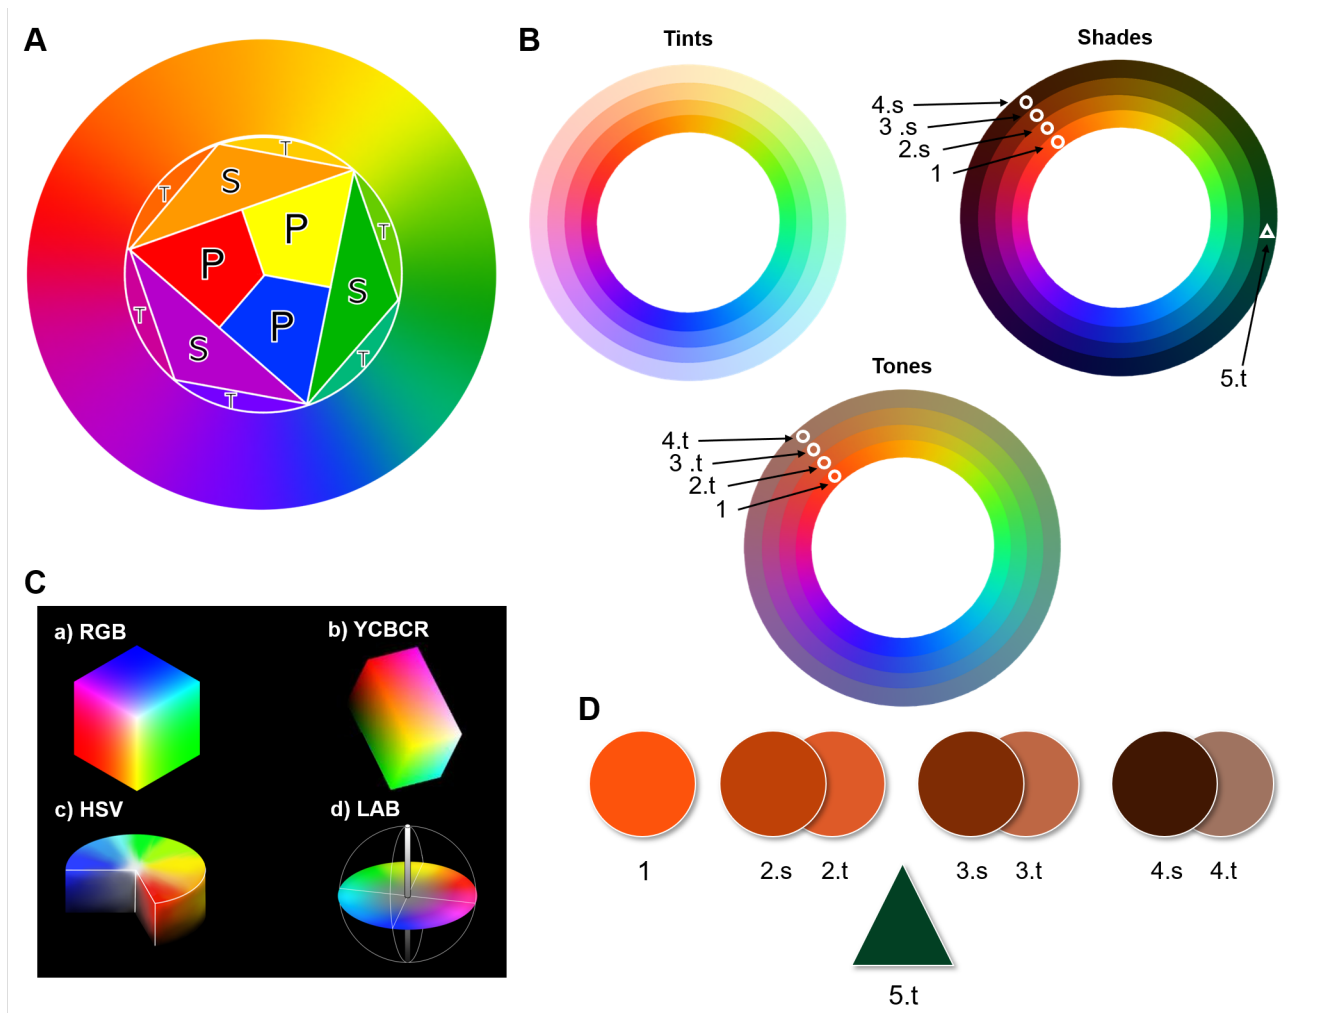 A
T
T
S
P
P
T
S
P
T
S
T
T
B
Tints
Shades
4.s
3 .s
2.s
1
5.t
Tones
4.t
3 .t
2.t
1
C
a) RGB
b) YCBCR
c) HSV
d) LAB
D
1
2.s
2.t
3.s
3.t
4.s
4.t
5.t